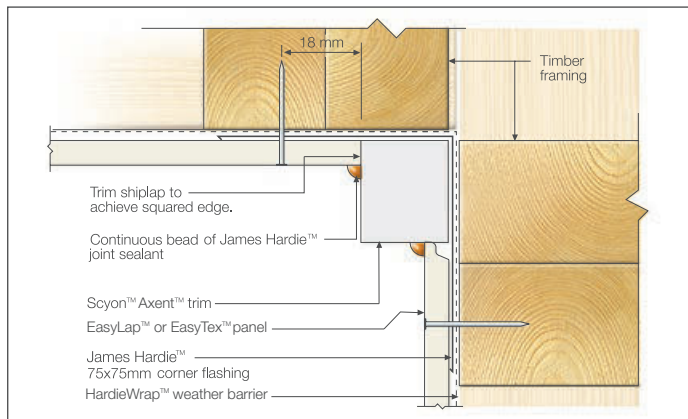 18 mm
Timber
framing
Trim shiplap to
achieve squared edge.
Continuous bead of James Hardie™
joint sealant
Scyon™ Axent™ trim
EasyLap™ or EasyTex™ panel
James Hardie™
75x75mm corner flashing
HardieWrap™ weather barrier